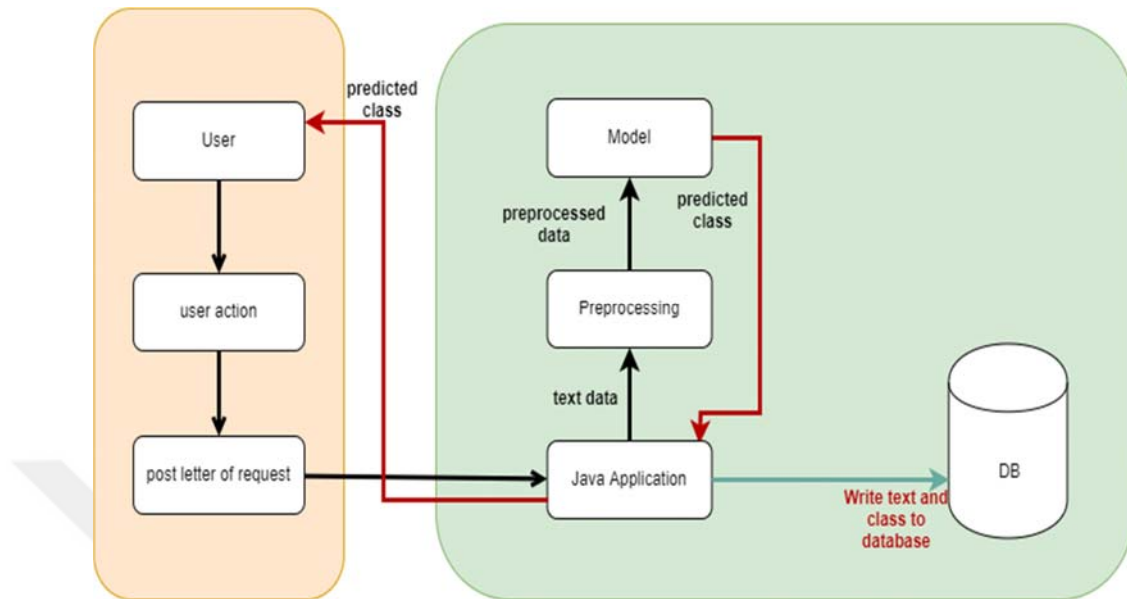 predicted
class
User
Model
preprocessed
data
predicted
class
user action
Preprocessing
text data
post letter of request
Java Application
DB
Write text and
class to
database